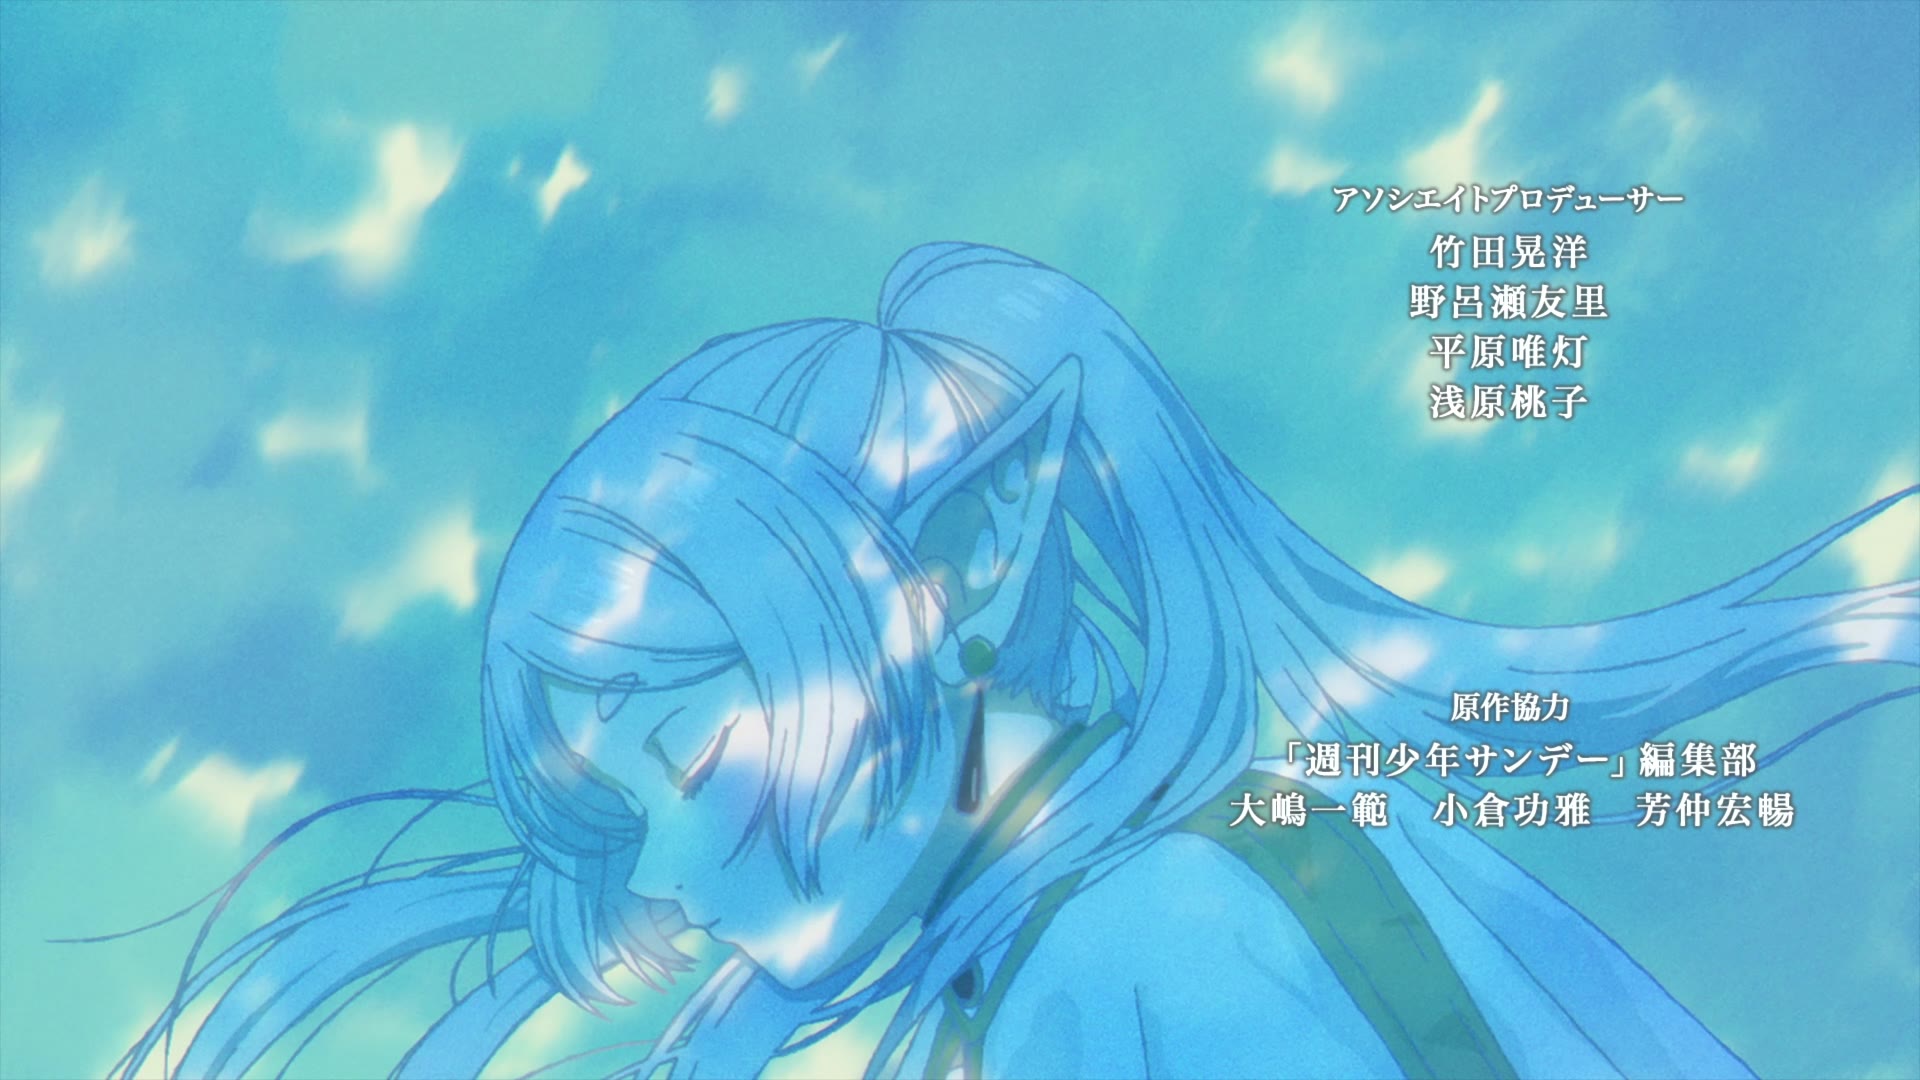 アソシエイトプロデューサー
竹田晃洋
野呂瀬友里
平原唯灯
浅原桃子
原作協力
「週刊少年サンデー」編集部
大嶋一範　小倉功雅　芳仲宏暢